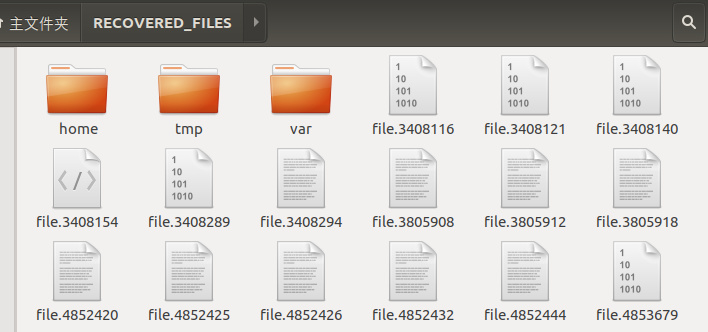 主文件夹 RECOVERED_FILES
home tmp var file.3408116 file.3408121 file.3408140
file.3408154 file.3408289 file.3408294 file.3805908 file.3805912 file.3805918
file.4852420 file.4852425 file.4852426 file.4852432 file.4852444 file.4853679